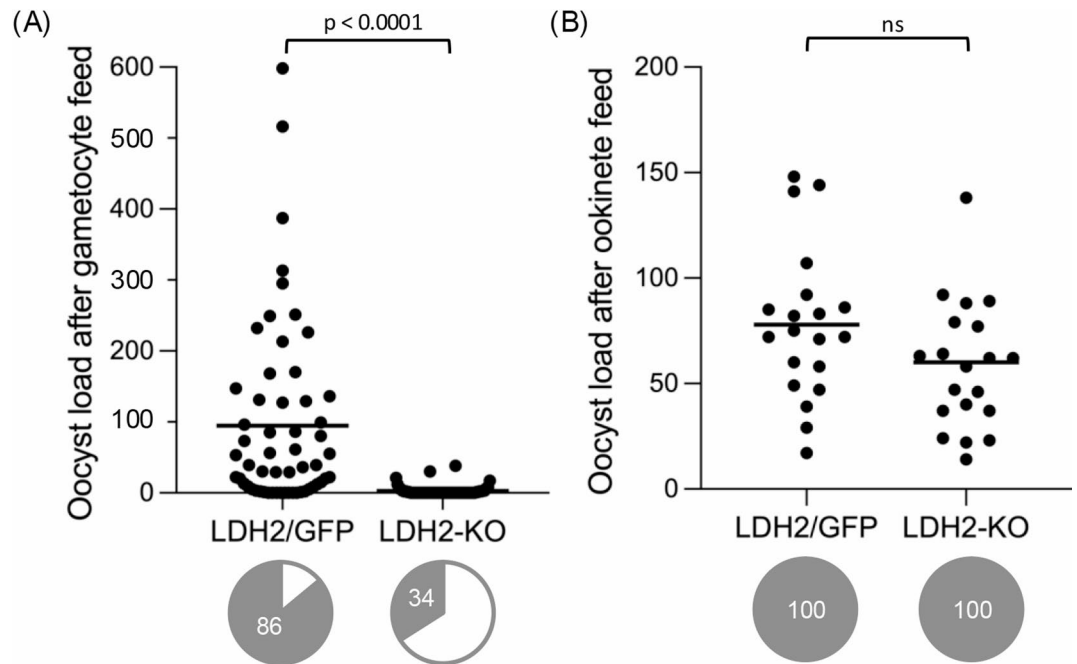 (A)
p < 0.0001
Oocyst load after gametocyte feed
600
500
400
300
200
100
0
LDH2/GFP LDH2-KO
86
34
(B)
ns
Oocyst load after ookinete feed
200
150
100
50
0
LDH2/GFP LDH2-KO
100
100